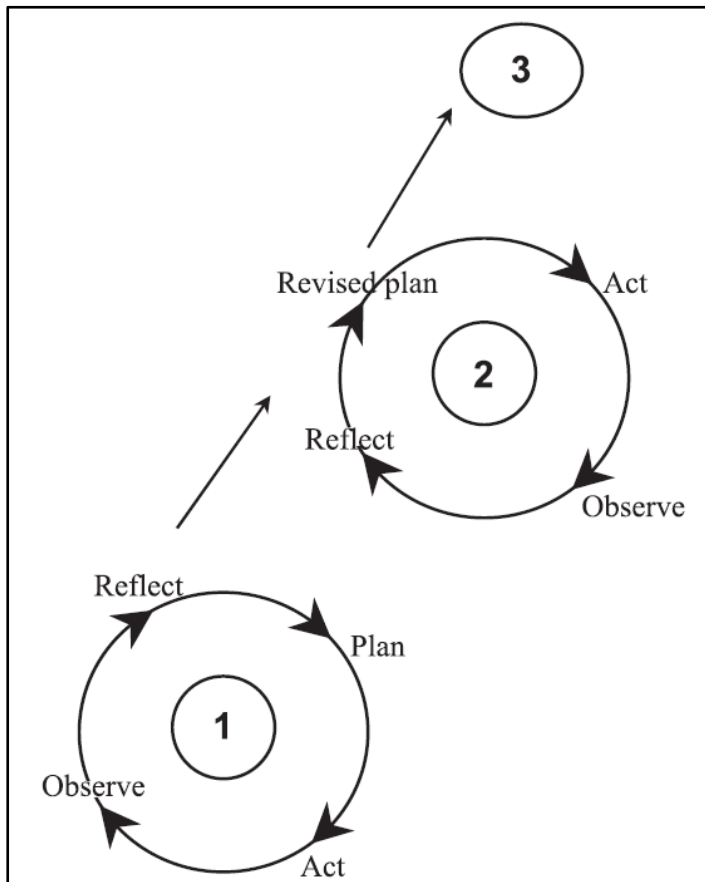 3
Revised plan
Act
2
Reflect
Observe
Reflect
Plan
1
Observe
Act